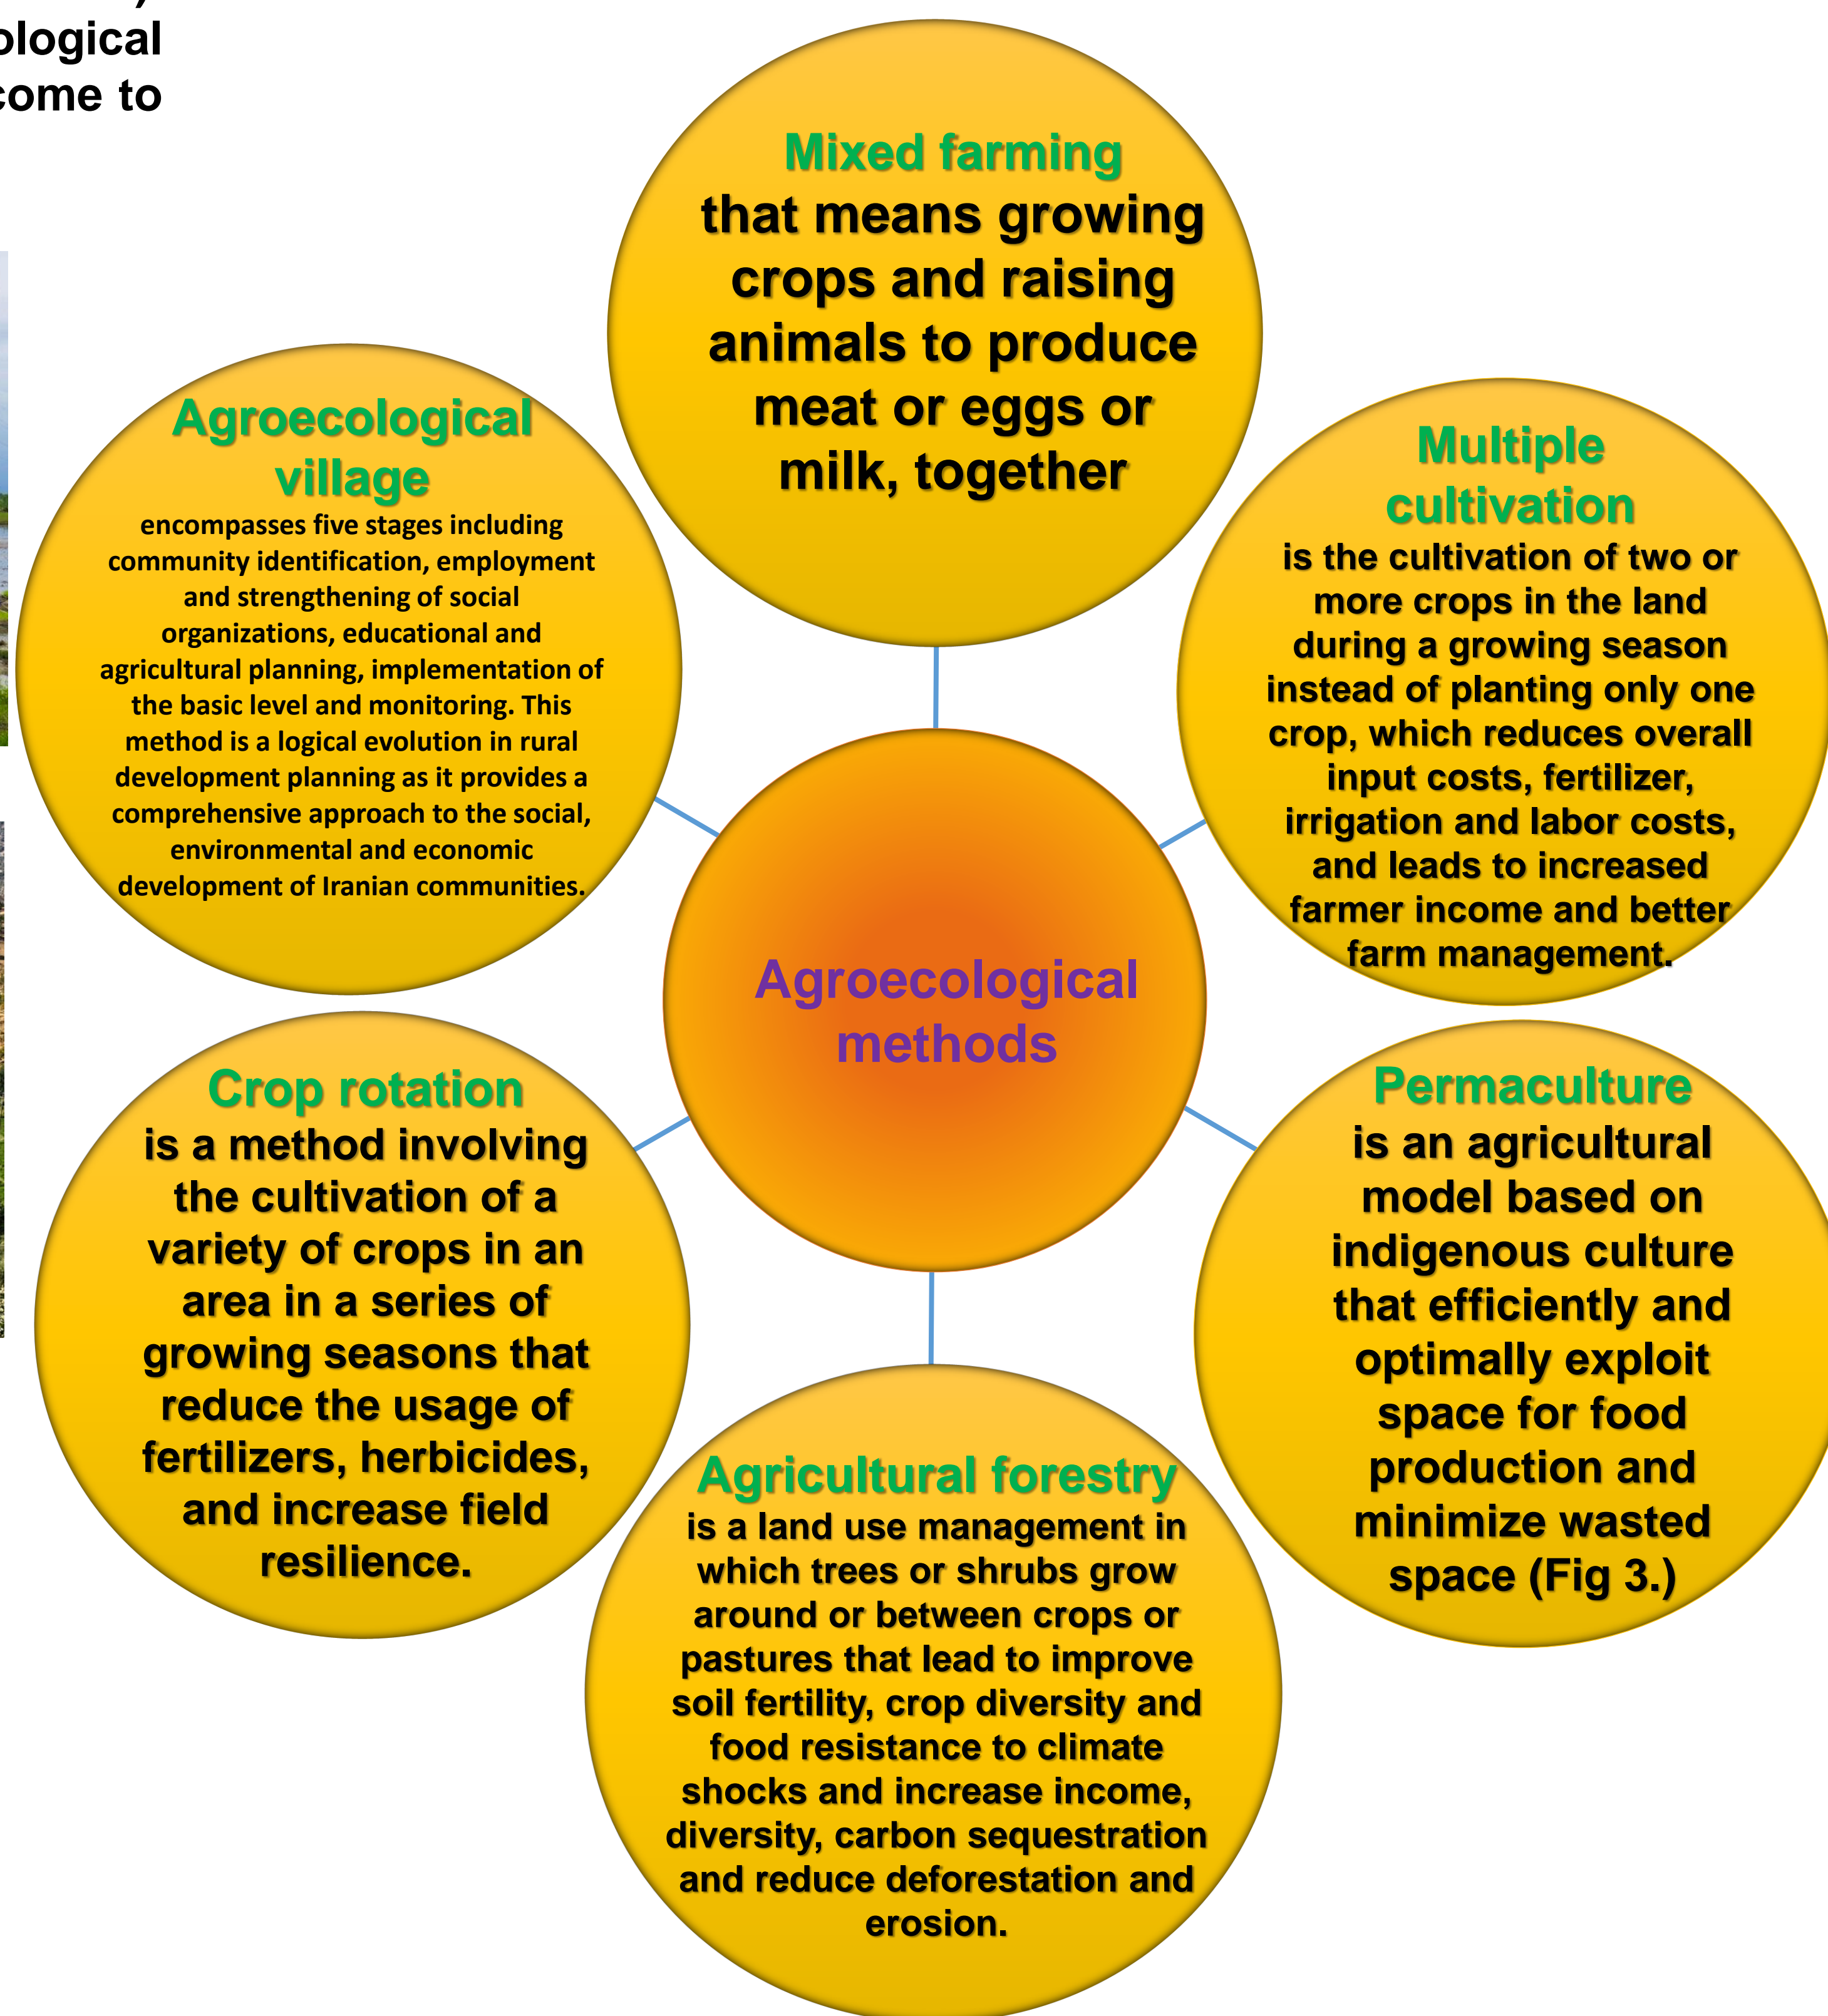 ological
come to
Mixed farming
that means growing
crops and raising
animals to produce
meat or eggs or
milk, together
Multiple
cultivation
is the cultivation of two or
more crops in the land
during a growing season
instead of planting only one
crop, which reduces overall
input costs, fertilizer,
irrigation and labor costs,
and leads to increased
farmer income and better
farm management.
Permaculture
is an agricultural
model based on
indigenous culture
that efficiently and
optimally exploit
space for food
production and
minimize wasted
space (Fig 3.)
Agricultural forestry
is a land use management in
which trees or shrubs grow
around or between crops or
pastures that lead to improve
soil fertility, crop diversity and
food resistance to climate
shocks and increase income,
diversity, carbon sequestration
and reduce deforestation and
erosion.
Crop rotation
is a method involving
the cultivation of a
variety of crops in an
area in a series of
growing seasons that
reduce the usage of
fertilizers, herbicides,
and increase field
resilience.
Agroecological
village
encompasses five stages including
community identification, employment
and strengthening of social
organizations, educational and
agricultural planning, implementation of
the basic level and monitoring. This
method is a logical evolution in rural
development planning as it provides a
comprehensive approach to the social,
environmental and economic
development of Iranian communities.
Agroecological
methods